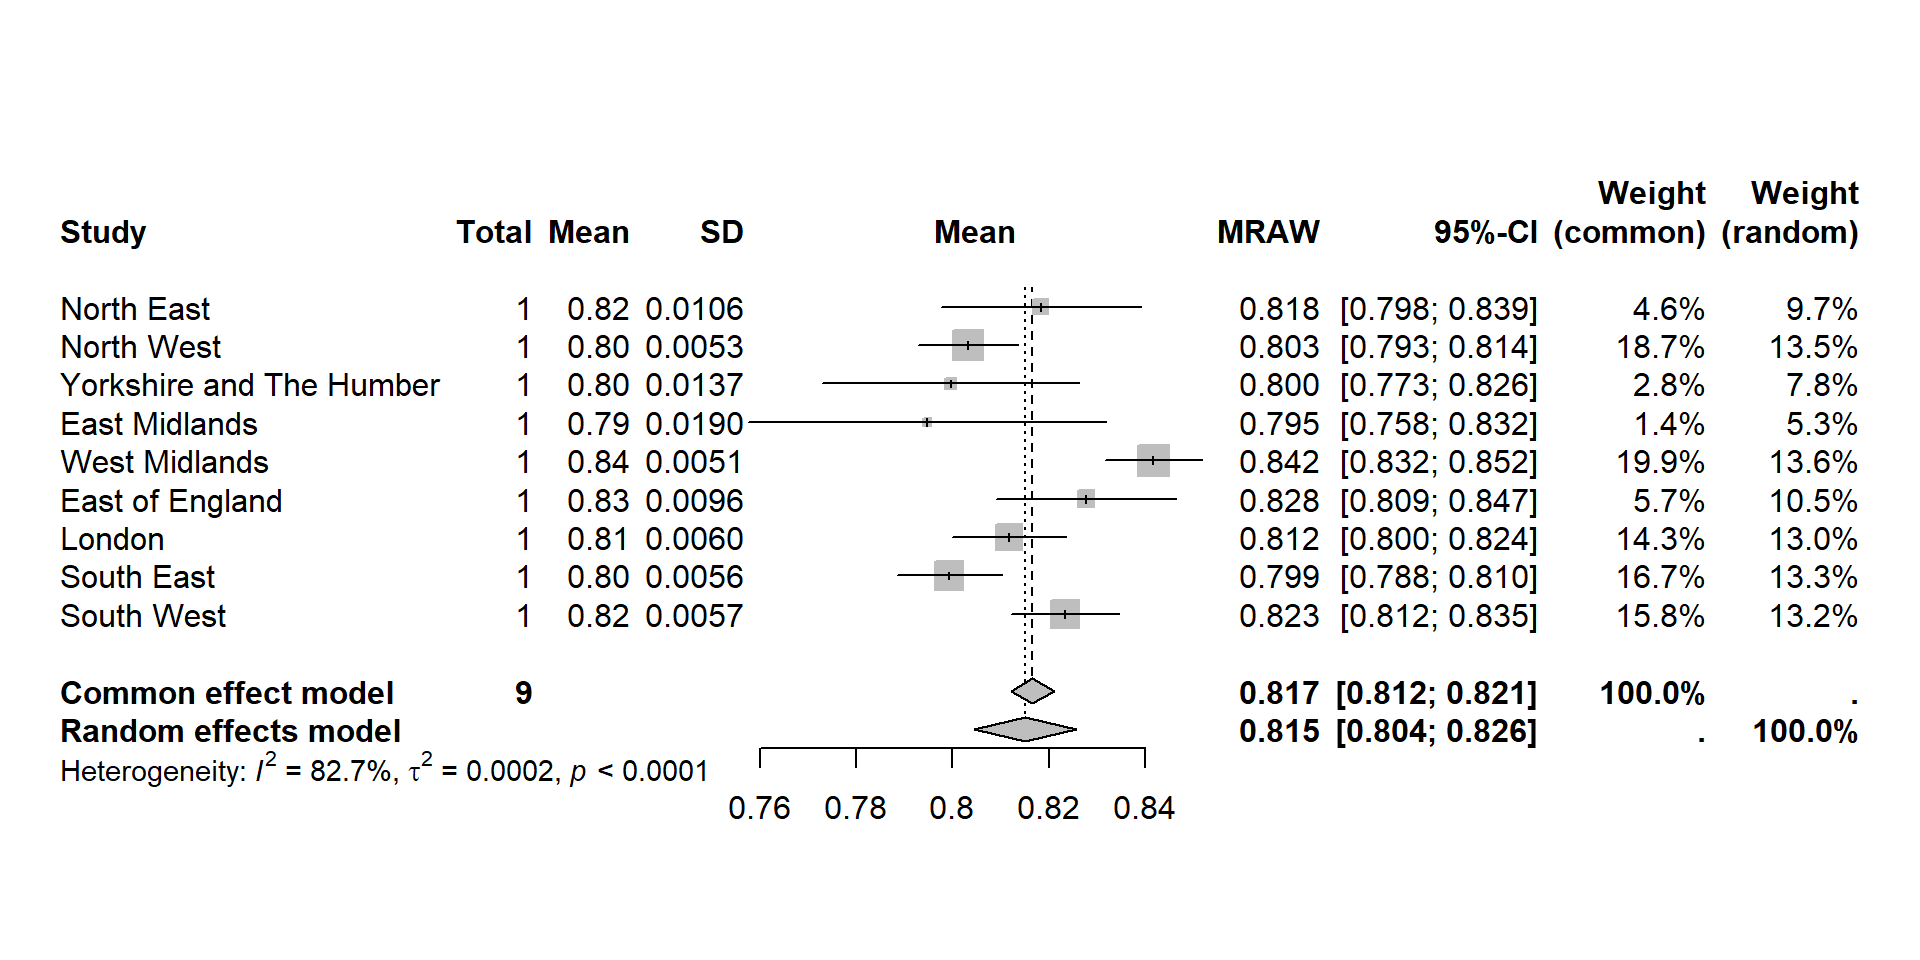 Weight Weight
Study Total Mean SD Mean MRAW 95%-CI (common) (random)
North East 1 0.82 0.0106 0.818 [0.798; 0.839] 4.6% 9.7%
North West 1 0.80 0.0053 0.803 [0.793; 0.814] 18.7% 13.5%
Yorkshire and The Humber 1 0.80 0.0137 0.800 [0.773; 0.826] 2.8% 7.8%
East Midlands 1 0.79 0.0190 0.795 [0.758; 0.832] 1.4% 5.3%
West Midlands 1 0.84 0.0051 0.842 [0.832; 0.852] 19.9% 13.6%
East of England 1 0.83 0.0096 0.828 [0.809; 0.847] 5.7% 10.5%
London 1 0.81 0.0060 0.812 [0.800; 0.824] 14.3% 13.0%
South East 1 0.80 0.0056 0.799 [0.788; 0.810] 16.7% 13.3%
South West 1 0.82 0.0057 0.823 [0.812; 0.835] 15.8% 13.2%
Common effect model 9 0.817 [0.812; 0.821] 100.0% .
Random effects model 0.815 [0.804; 0.826] . 100.0%
Heterogeneity: I² = 82.7%, τ² = 0.0002, p < 0.0001
0.76 0.78 0.8 0.82 0.84